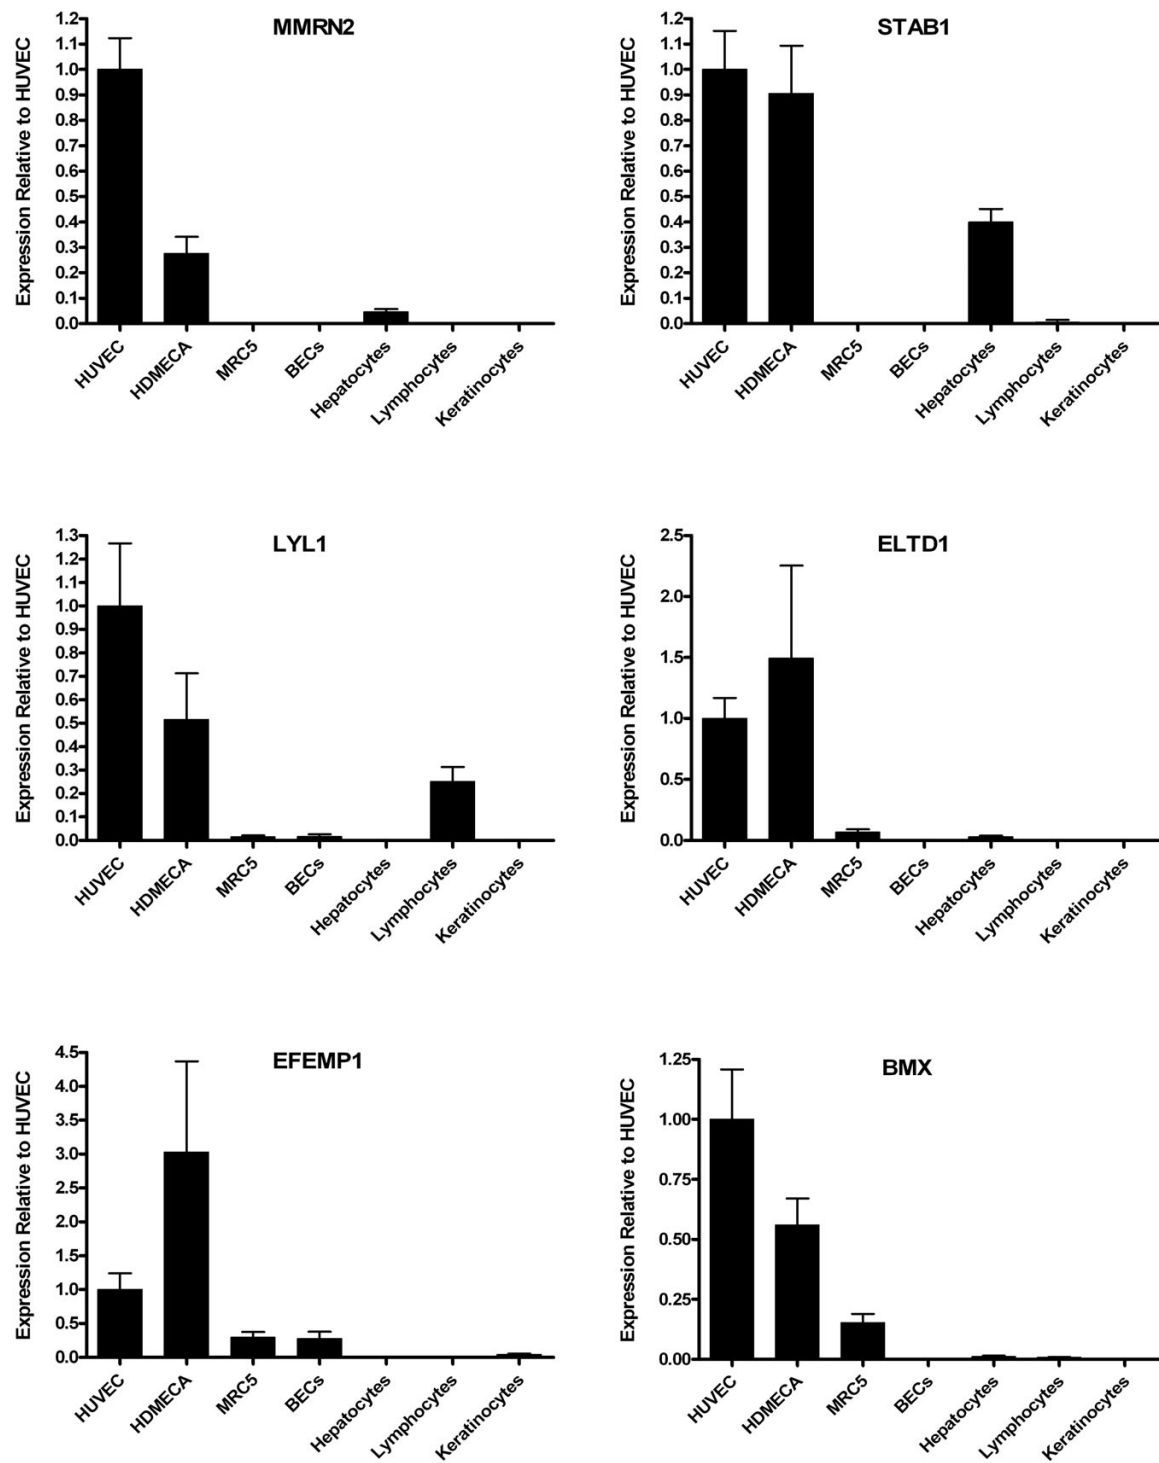 MMRN2
Expression Relative to HUVEC
1.2
1.1
1.0
0.9
0.8
0.7
0.6
0.5
0.4
0.3
0.2
0.1
0.0
HUVEC
HDMECA
MRC5
BECs
Hepatocytes
Lymphocytes
Keratinocytes
STAB1
Expression Relative to HUVEC
1.2
1.1
1.0
0.9
0.8
0.7
0.6
0.5
0.4
0.3
0.2
0.1
0.0
HUVEC
HDMECA
MRC5
BECs
Hepatocytes
Lymphocytes
Keratinocytes
LYL1
Expression Relative to HUVEC
1.3
1.2
1.1
1.0
0.9
0.8
0.7
0.6
0.5
0.4
0.3
0.2
0.1
0.0
HUVEC
HDMECA
MRC5
BECs
Hepatocytes
Lymphocytes
Keratinocytes
ELTD1
Expression Relative to HUVEC
2.5
2.0
1.5
1.0
0.5
0.0
HUVEC
HDMECA
MRC5
BECs
Hepatocytes
Lymphocytes
Keratinocytes
EFEMP1
Expression Relative to HUVEC
4.5
4.0
3.5
3.0
2.5
2.0
1.5
1.0
0.5
0.0
HUVEC
HDMECA
MRC5
BECs
Hepatocytes
Lymphocytes
Keratinocytes
BMX
Expression Relative to HUVEC
1.25
1.00
0.75
0.50
0.25
0.00
HUVEC
HDMECA
MRC5
BECs
Hepatocytes
Lymphocytes
Keratinocytes